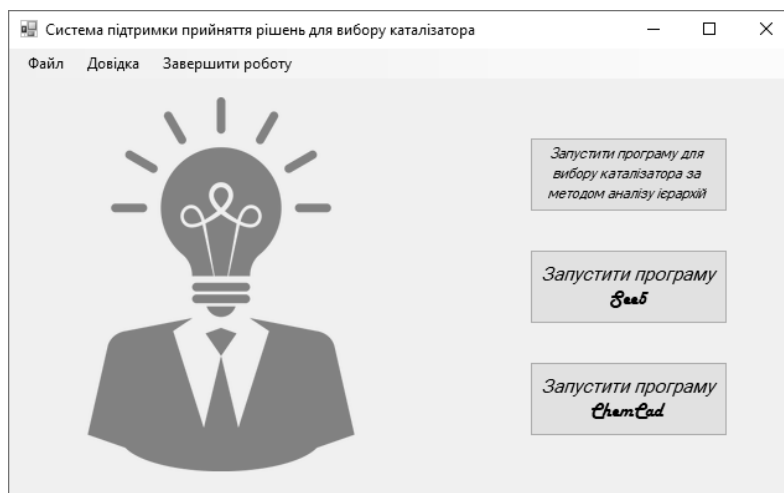 Система підтримки прийняття рішень для вибору каталізатора
Файл Довідка Завершити роботу
Запустити програму для
вибору каталізатора за
методом аналізу ієрархій
Запустити програму
See5
Запустити програму
ChemCad